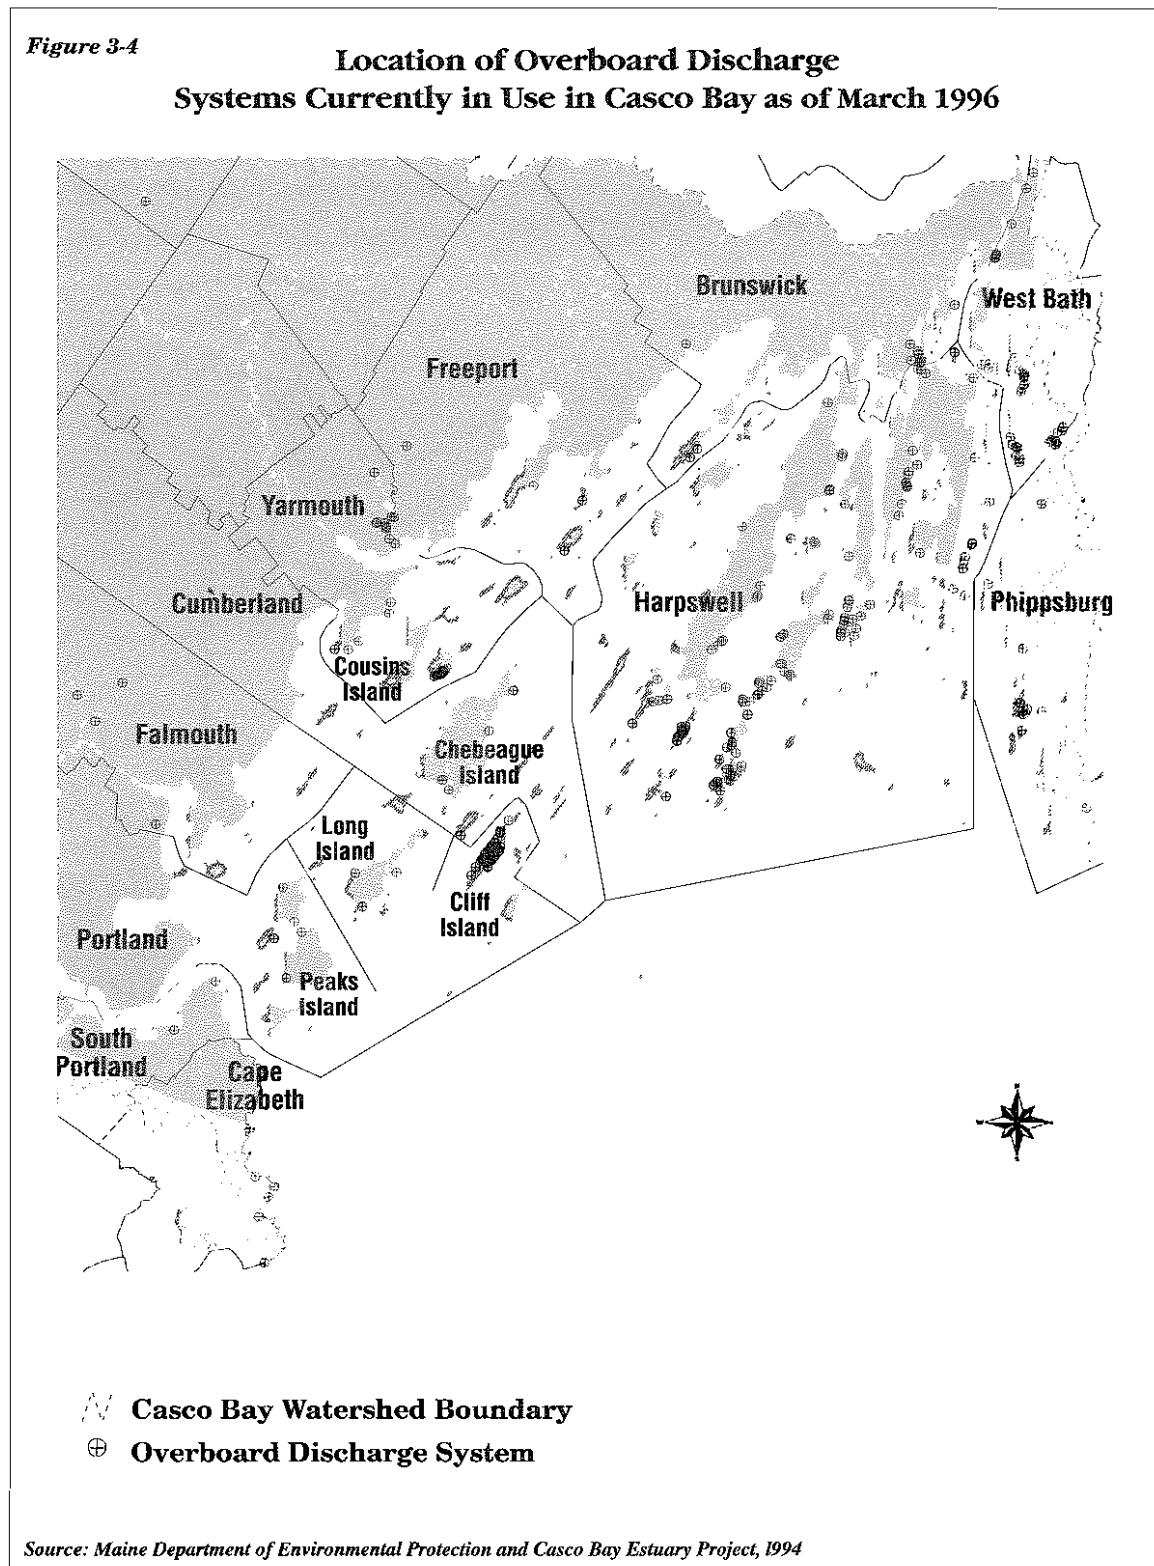 Figure 3-4
Location of Overboard Discharge
Systems Currently in Use in Casco Bay as of March 1996
Brunswick
West Bath
Freeport
Yarmouth
Cumberland
Harpswell
Phippsburg
Cousins
Island
Falmouth
Chebeague
Island
Long
Island
Cliff
Island
Portland
Peaks
Island
South
Portland
Cape
Elizabeth
Casco Bay Watershed Boundary
Overboard Discharge System
Source: Maine Department of Environmental Protection and Casco Bay Estuary Project, 1994